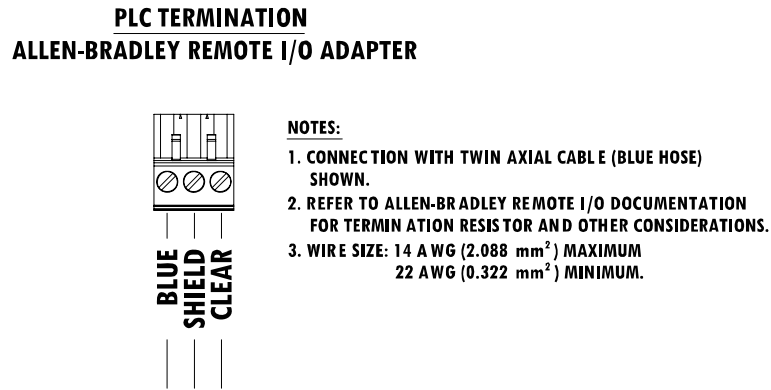 PLC TERMINATION
ALLEN-BRADLEY REMOTE I/O ADAPTER
NOTES:
1. CONNECTION WITH TWIN AXIAL CABLE (BLUE HOSE)
SHOWN.
2. REFER TO ALLEN-BRADLEY REMOTE I/O DOCUMENTATION
FOR TERMINATION RESISTOR AND OTHER CONSIDERATIONS.
3. WIRE SIZE: 14 AWG (2.088 mm²) MAXIMUM
22 AWG (0.322 mm²) MINIMUM.
BLUE
SHIELD
CLEAR